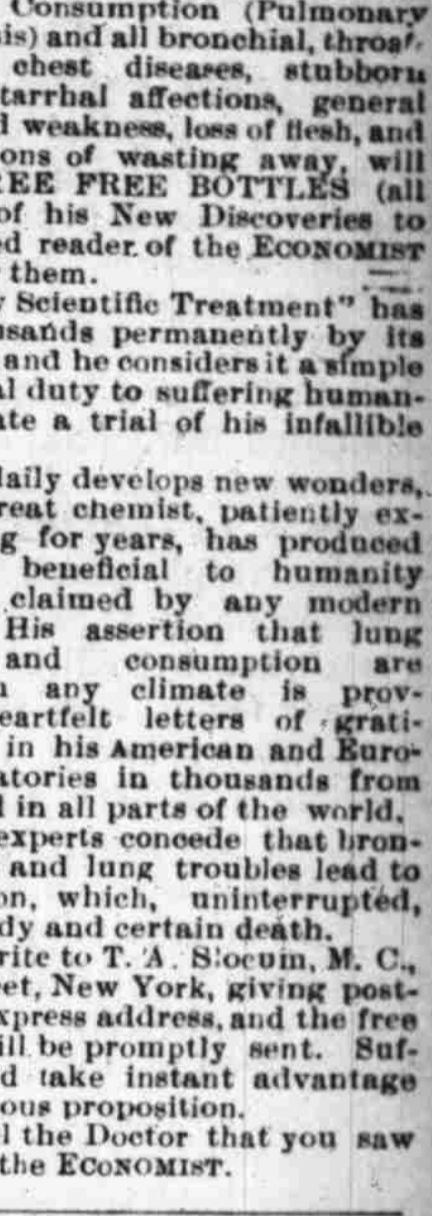 Consumption (Pulmonary
is) and all bronchial, throat
chest diseases, stubborn
tarrhal affections, general
d weakness, loss of flesh, and
ons of wasting away, will
REE FREE BOTTLES (all
of his New Discoveries to
ed reader of the ECONOMIST
them.
Scientific Treatment" has
usands permanently by its
and he considers it a simple
al duty to suffering human-
ate a trial of his infallible
daily develops new wonders,
reat chemist, patiently ex-
g for years, has produced
beneficial to humanity
claimed by any modern
His assertion that lung
and consumption are
any climate is prov-
eartfelt letters of grati-
in his American and Euro-
atories in thousands from
d in all parts of the world.
experts concede that bron-
and lung troubles lead to
on, which, uninterrupted,
dy and certain death.
rite to T. A. Slocum, M. C.,
et, New York, giving post-
xpress address, and the free
ill be promptly sent. Suf-
d take instant advantage
ous proposition.
l the Doctor that you saw
the ECONOMIST.